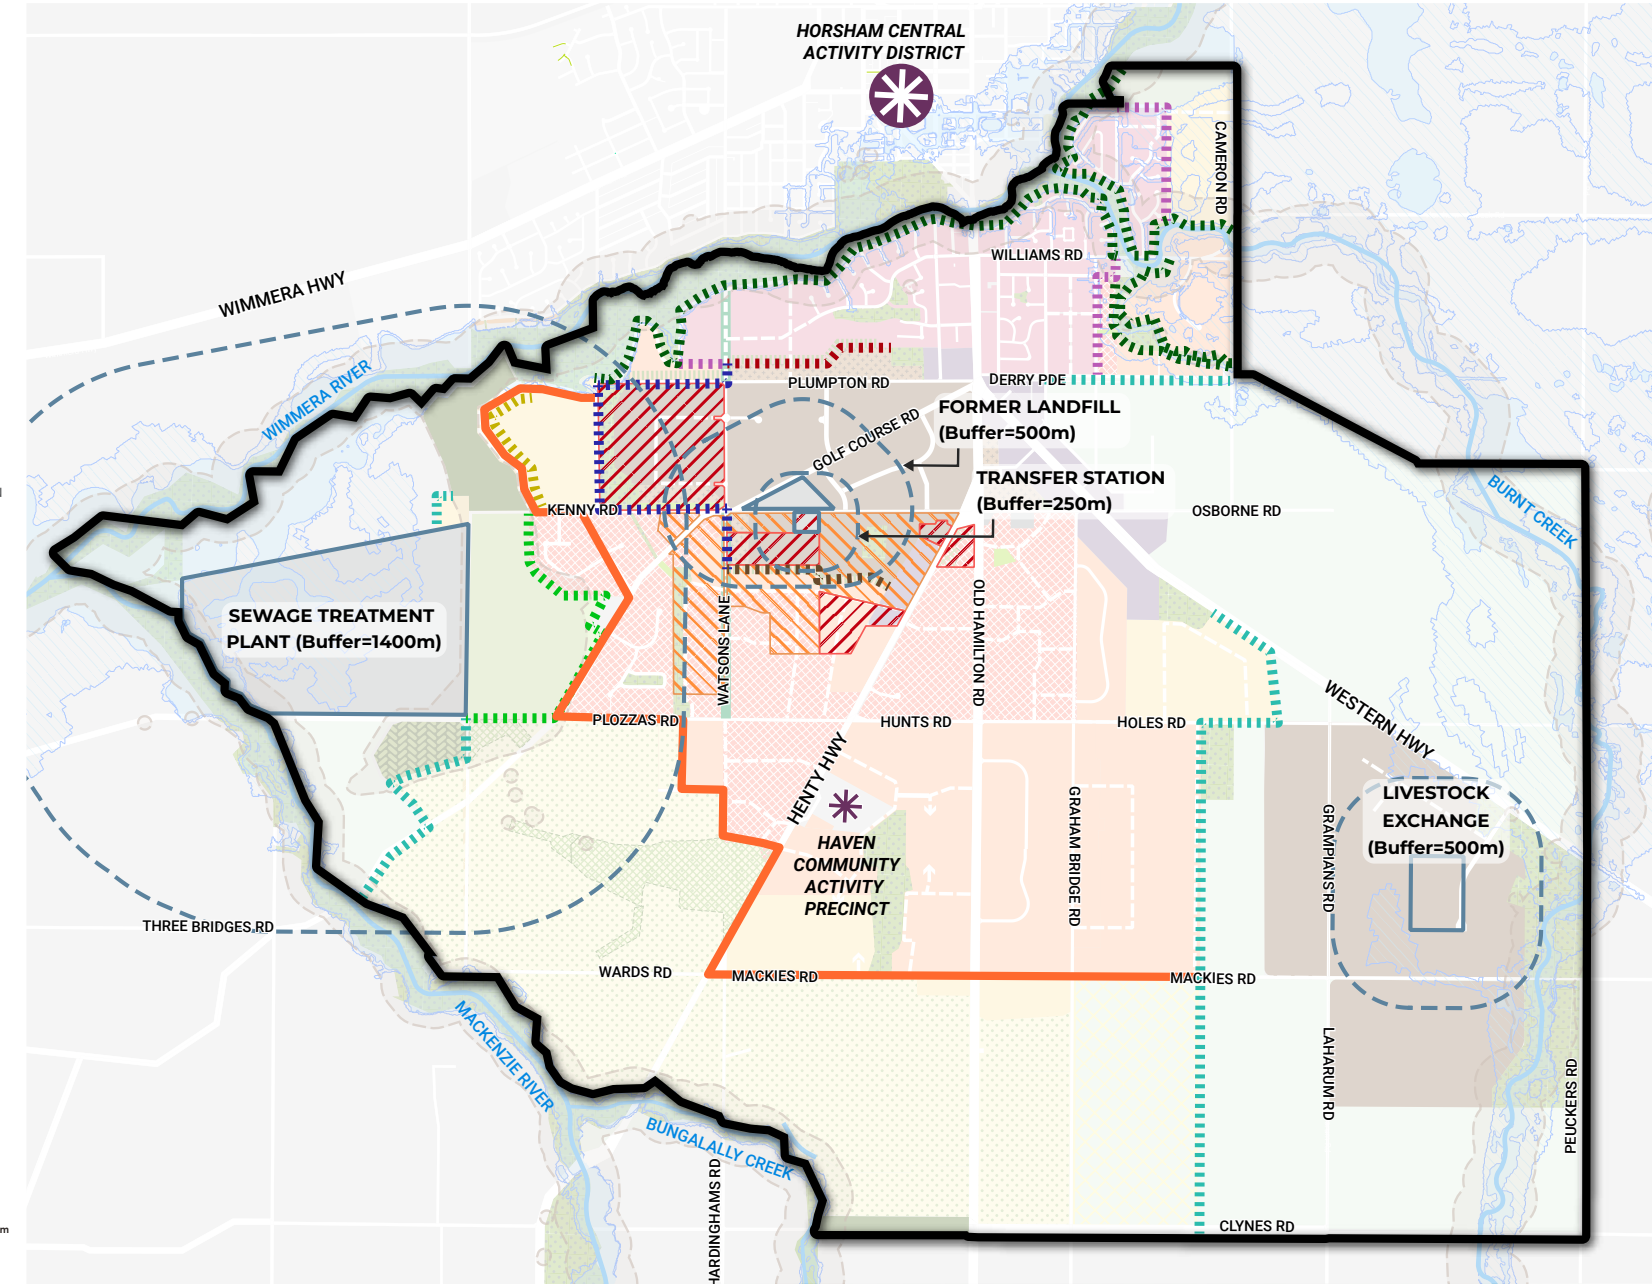 HORSHAM CENTRAL
ACTIVITY DISTRICT
CAMERON RD
WILLIAMS RD
WIMMERA HWY
WIMMERA RIVER
PLUMPTON RD
DERRY PDE
GOLF COURSE RD
FORMER LANDFILL
(Buffer=500m)
TRANSFER STATION
(Buffer=250m)
KENNY RD
OSBORNE RD
BURNT CREEK
SEWAGE TREATMENT
PLANT (Buffer=1400m)
WATSONS LANE
OLD HAMILTON RD
PLOZZAS RD
HUNTS RD
HOLES RD
WESTERN HWY
HENTY HWY
GRAHAM BRIDGE RD
GRAMPIANS RD
LIVESTOCK
EXCHANGE
(Buffer=500m)
HAVEN
COMMUNITY
ACTIVITY
PRECINCT
THREE BRIDGES RD
WARDS RD
MACKIES RD
MACKIES RD
MACKENZIE RIVER
LAHARUM RD
PEUCKERS RD
BUNGALALLY CREEK
HARDINGHAMS RD
CLYNES RD
m